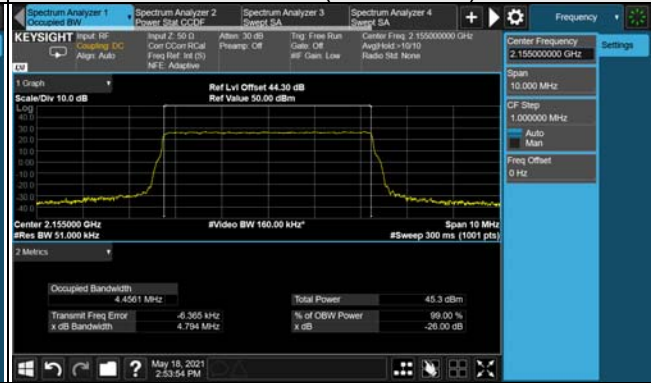 Spectrum Analyzer 1
Occupied BW
Spectrum Analyzer 2
Power Stat CCDF
Spectrum Analyzer 3
Swept SA
Spectrum Analyzer 4
Swept SA
+
Frequency
KEYSIGHT
Input: RF
Coupling: DC
Align: Auto
LXI
Input Z: 50 Ω
Corr CCorr RCal
Freq Ref: Int (S)
NFE: Adaptive
Atten: 30 dB
Preamp: Off
Trig: Free Run
Gate: Off
#IF Gain: Low
Center Freq: 2.155000000 GHz
Avg|Hold:>10/10
Radio Std: None
Center Frequency
2.155000000 GHz
Settings
Span
10.000 MHz
CF Step
1.000000 MHz
Auto
Man
Freq Offset
0 Hz
1 Graph
Scale/Div 10.0 dB
Ref Lvl Offset 44.30 dB
Ref Value 50.00 dBm
Log
40.0
30.0
20.0
10.0
0.00
-10.0
-20.0
-30.0
-40.0
Center 2.155000 GHz
#Res BW 51.000 kHz
#Video BW 160.00 kHz*
Span 10 MHz
#Sweep 300 ms (1001 pts)
2 Metrics
Occupied Bandwidth
4.4561 MHz
Total Power
45.3 dBm
Transmit Freq Error
-6.365 kHz
% of OBW Power
99.00 %
x dB Bandwidth
4.794 MHz
x dB
-26.00 dB
?
May 18, 2021
2:53:54 PM